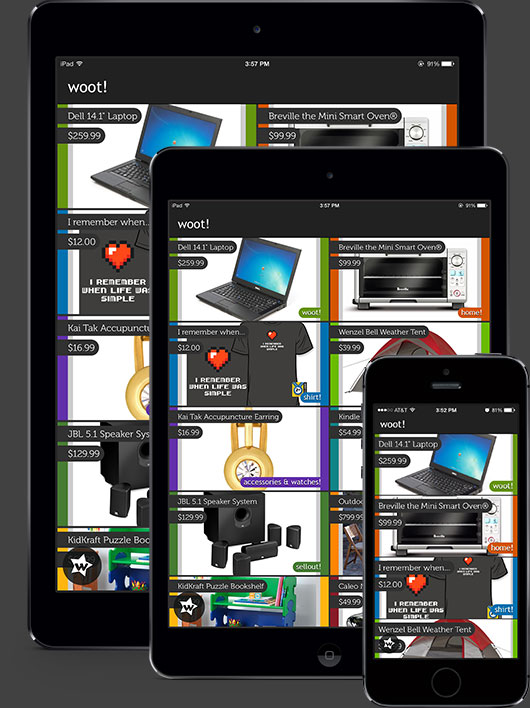 iPad
3:57 PM
91%
woot!
Dell 14.1" Laptop
$259.99
Breville the Mini Smart Oven®
$99.99
I remember when...
$12.00
I REMEMBER
WHEN LIFE WAS
SIMPLE
Kai Tak Accupuncture
$16.99
JBL 5.1 Speaker Sys
$129.99
KidKraft Puzzle Books
iPad
3:57 PM
91%
woot!
Dell 14.1" Laptop
$259.99
woot!
Breville the Mini Smart Oven®
$99.99
Breville
home!
I remember when...
$12.00
I REMEMBER
WHEN LIFE WAS
SIMPLE
shirt!
Wenzel Bell Weather Tent
$39.99
Kai Tak Accupuncture Earring
$16.99
accessories & watches!
Kindle
$54.99
JBL 5.1 Speaker System
$129.99
sellout!
Outdoo
$799.9
KidKraft Puzzle Bookshelf
Caleo
$49.99
AT&T
3:52 PM
81%
woot!
Dell 14.1" Laptop
$259.99
woot!
Breville the Mini Smart Oven®
$99.99
home!
I remember when...
$12.00
I REMEMBER
WHEN LIFE WAS
shirt!
Wenzel Bell Weather Tent